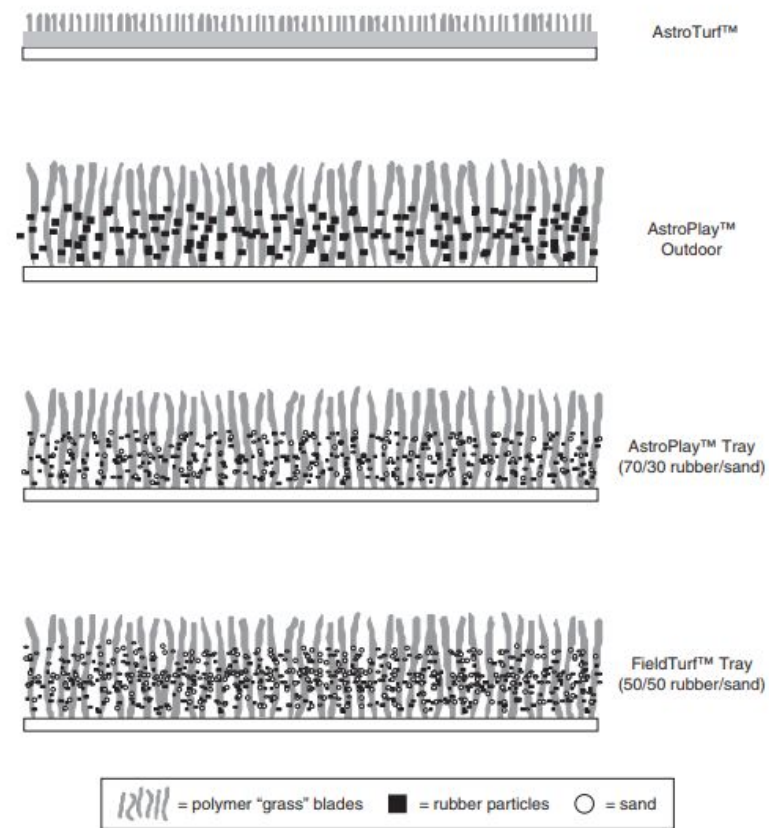 AstroTurf™
AstroPlay™
Outdoor
AstroPlay™ Tray
(70/30 rubber/sand)
FieldTurf™ Tray
(50/50 rubber/sand)
= polymer “grass” blades = rubber particles = sand